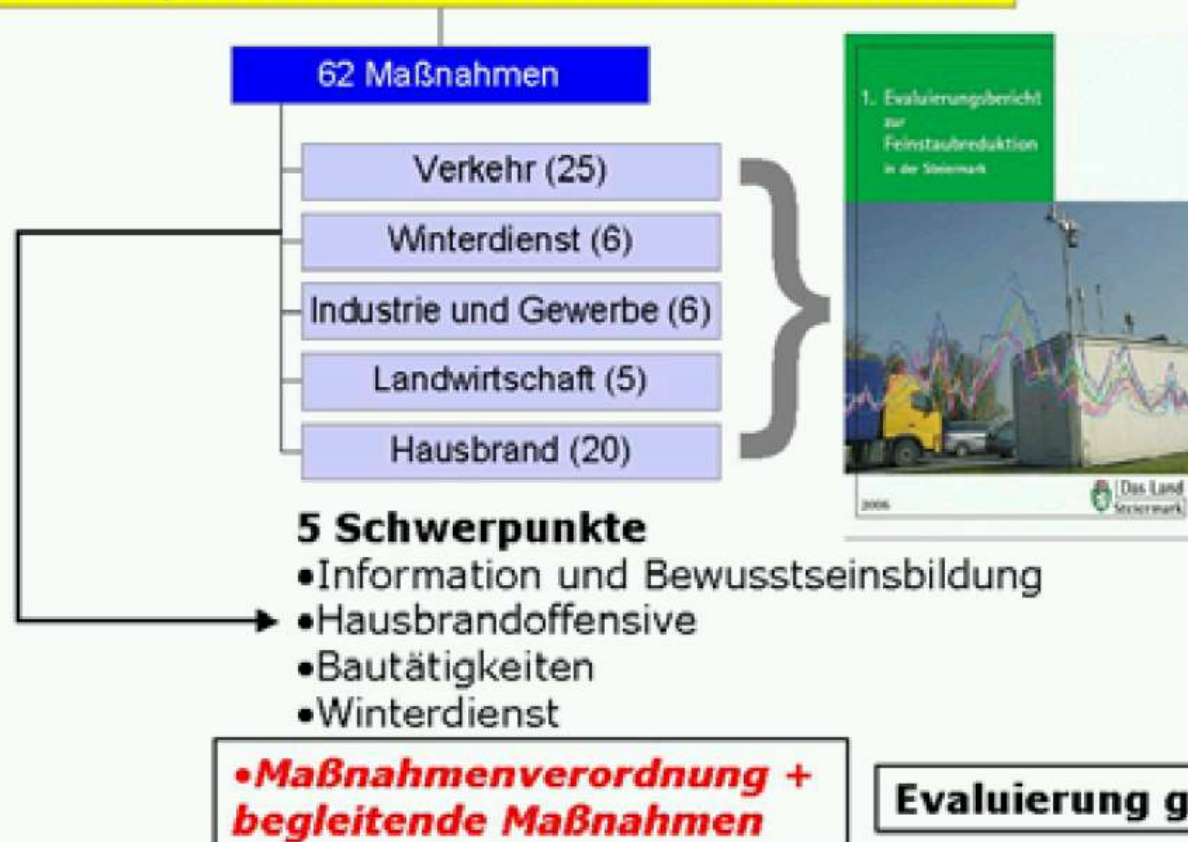 62 Maßnahmen
Verkehr (25)
Winterdienst (6)
Industrie und Gewerbe (6)
Landwirtschaft (5)
Hausbrand (20)
1. Evaluierungsbericht
zur
Feinstaubreduktion
in der Steiermark
2006
Das Land
Steiermark
5 Schwerpunkte
•Information und Bewusstseinsbildung
•Hausbrandoffensive
•Bautätigkeiten
•Winterdienst
•Maßnahmenverordnung +
begleitende Maßnahmen
Evaluierung g